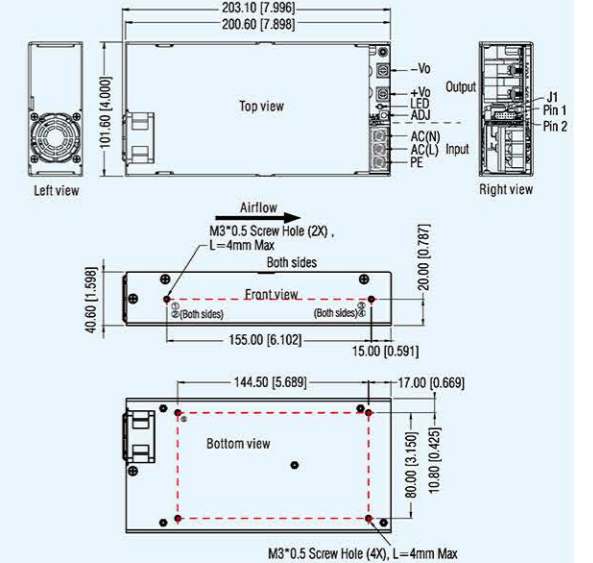 203.10 [7.996]
200.60 [7.898]
101.60 [4.000]
Top view
–Vo
+Vo
LED
ADJ
AC(N)
AC(L)
PE
Output
Input
J1
Pin 1
Pin 2
Left view
Right view
Airflow
M3*0.5 Screw Hole (2X) ,
L=4mm Max
Both sides
40.60 [1.598]
Front view
20.00 [0.787]
①
②(Both sides)
③
(Both sides)④
155.00 [6.102]
15.00 [0.591]
144.50 [5.689]
17.00 [0.669]
Bottom view
80.00 [3.150]
10.80 [0.425]
M3*0.5 Screw Hole (4X), L=4mm Max